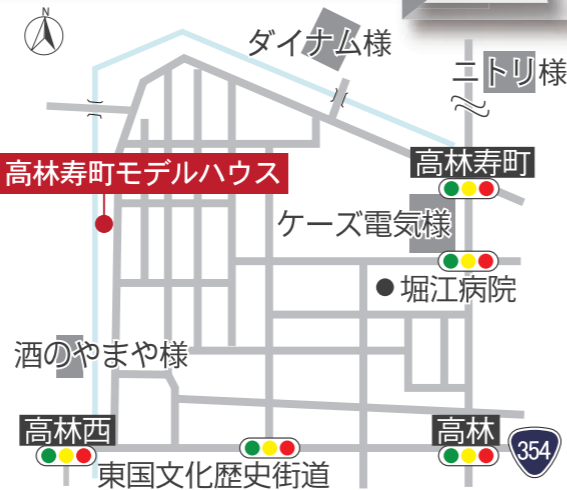 N
ダイナム様
ニトリ様
高林寿町モデルハウス
高林寿町
ケーズ電気様
堀江病院
酒のやまや様
高林西
高林
354
東国文化歴史街道